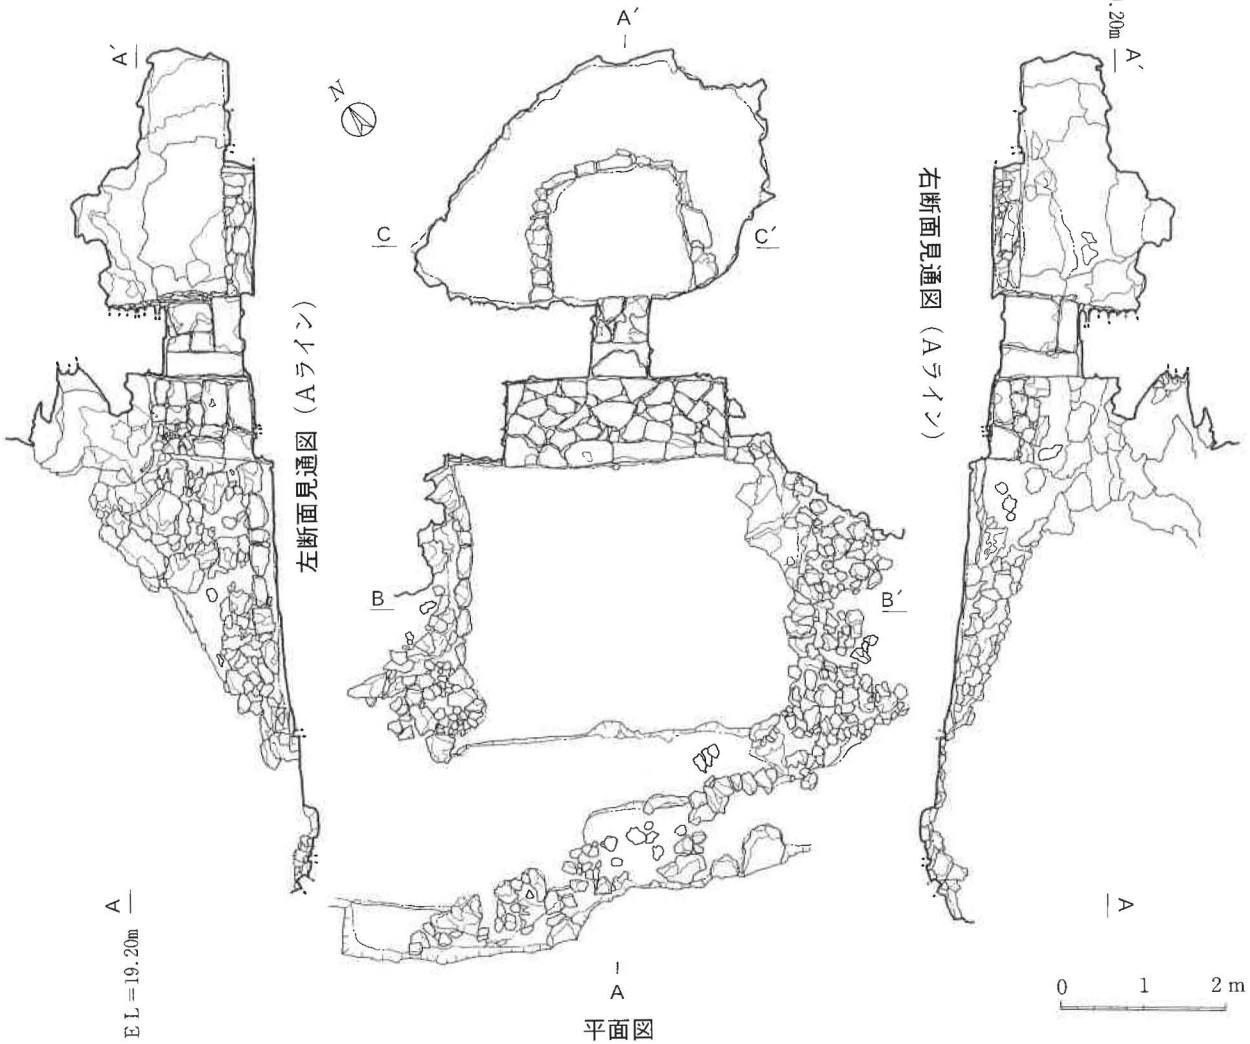 A′
A′
.20m A′
N
C
C′
右断面見通図（Aライン）
左断面見通図（Aライン）
B
B′
A
A
A
EL=19.20m
平面図
0 1 2m